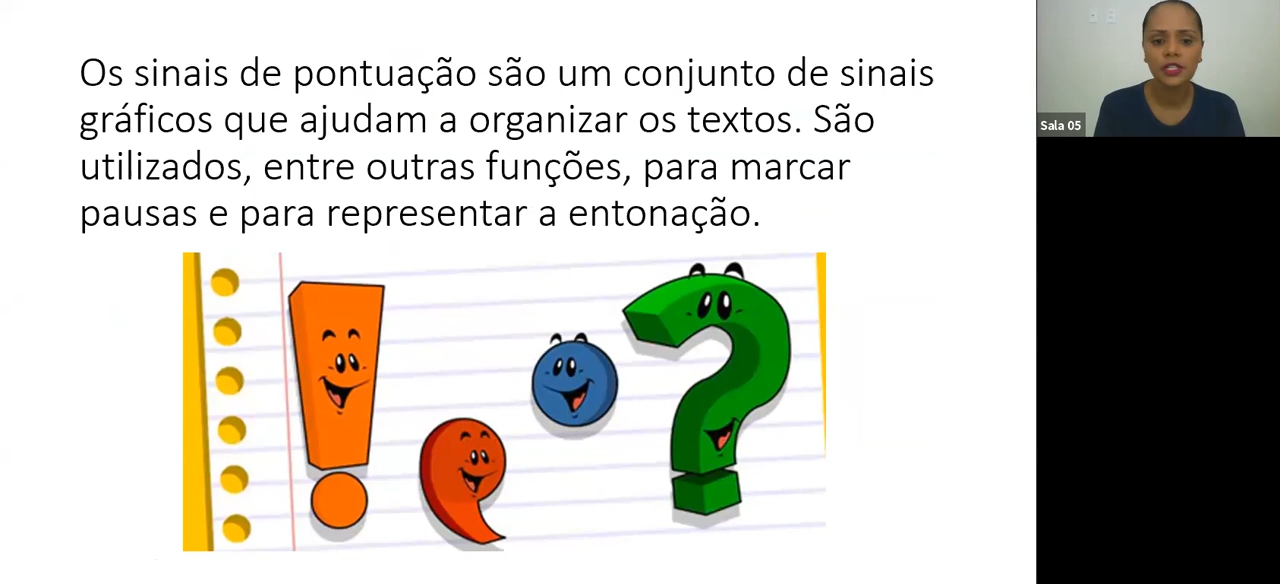 Os sinais de pontuação são um conjunto de sinais
gráficos que ajudam a organizar os textos. São
utilizados, entre outras funções, para marcar
pausas e para representar a entonação.
Sala 05